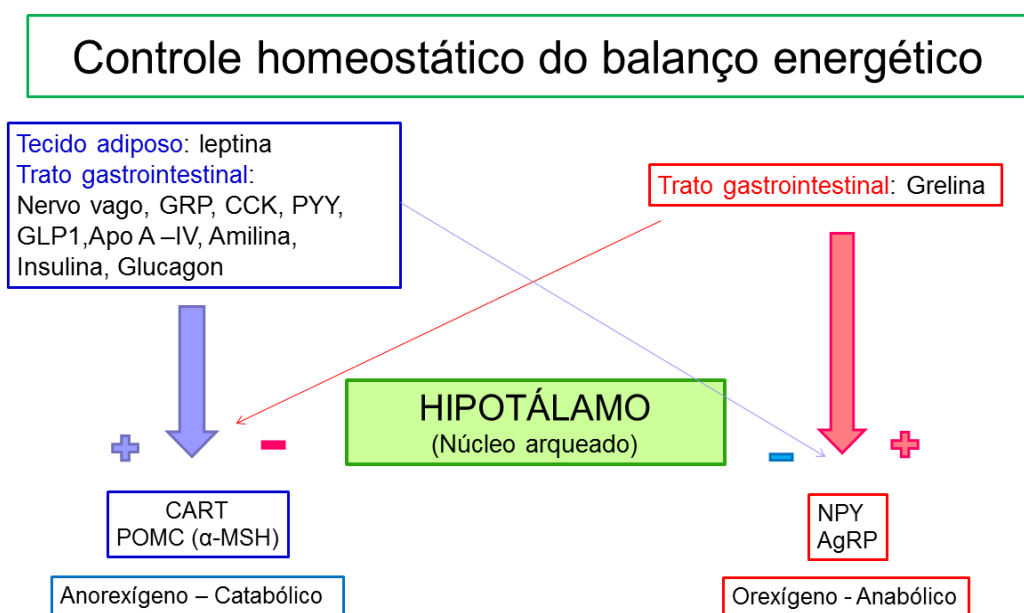 Controle homeostático do balanço energético
Tecido adiposo: leptina
Trato gastrointestinal:
Nervo vago, GRP, CCK, PYY,
GLP1,Apo A –IV, Amilina,
Insulina, Glucagon
Trato gastrointestinal: Grelina
HIPOTÁLAMO
(Núcleo arqueado)
+
-
-
+
CART
POMC (α-MSH)
NPY
AgRP
Anorexígeno – Catabólico
Orexígeno - Anabólico